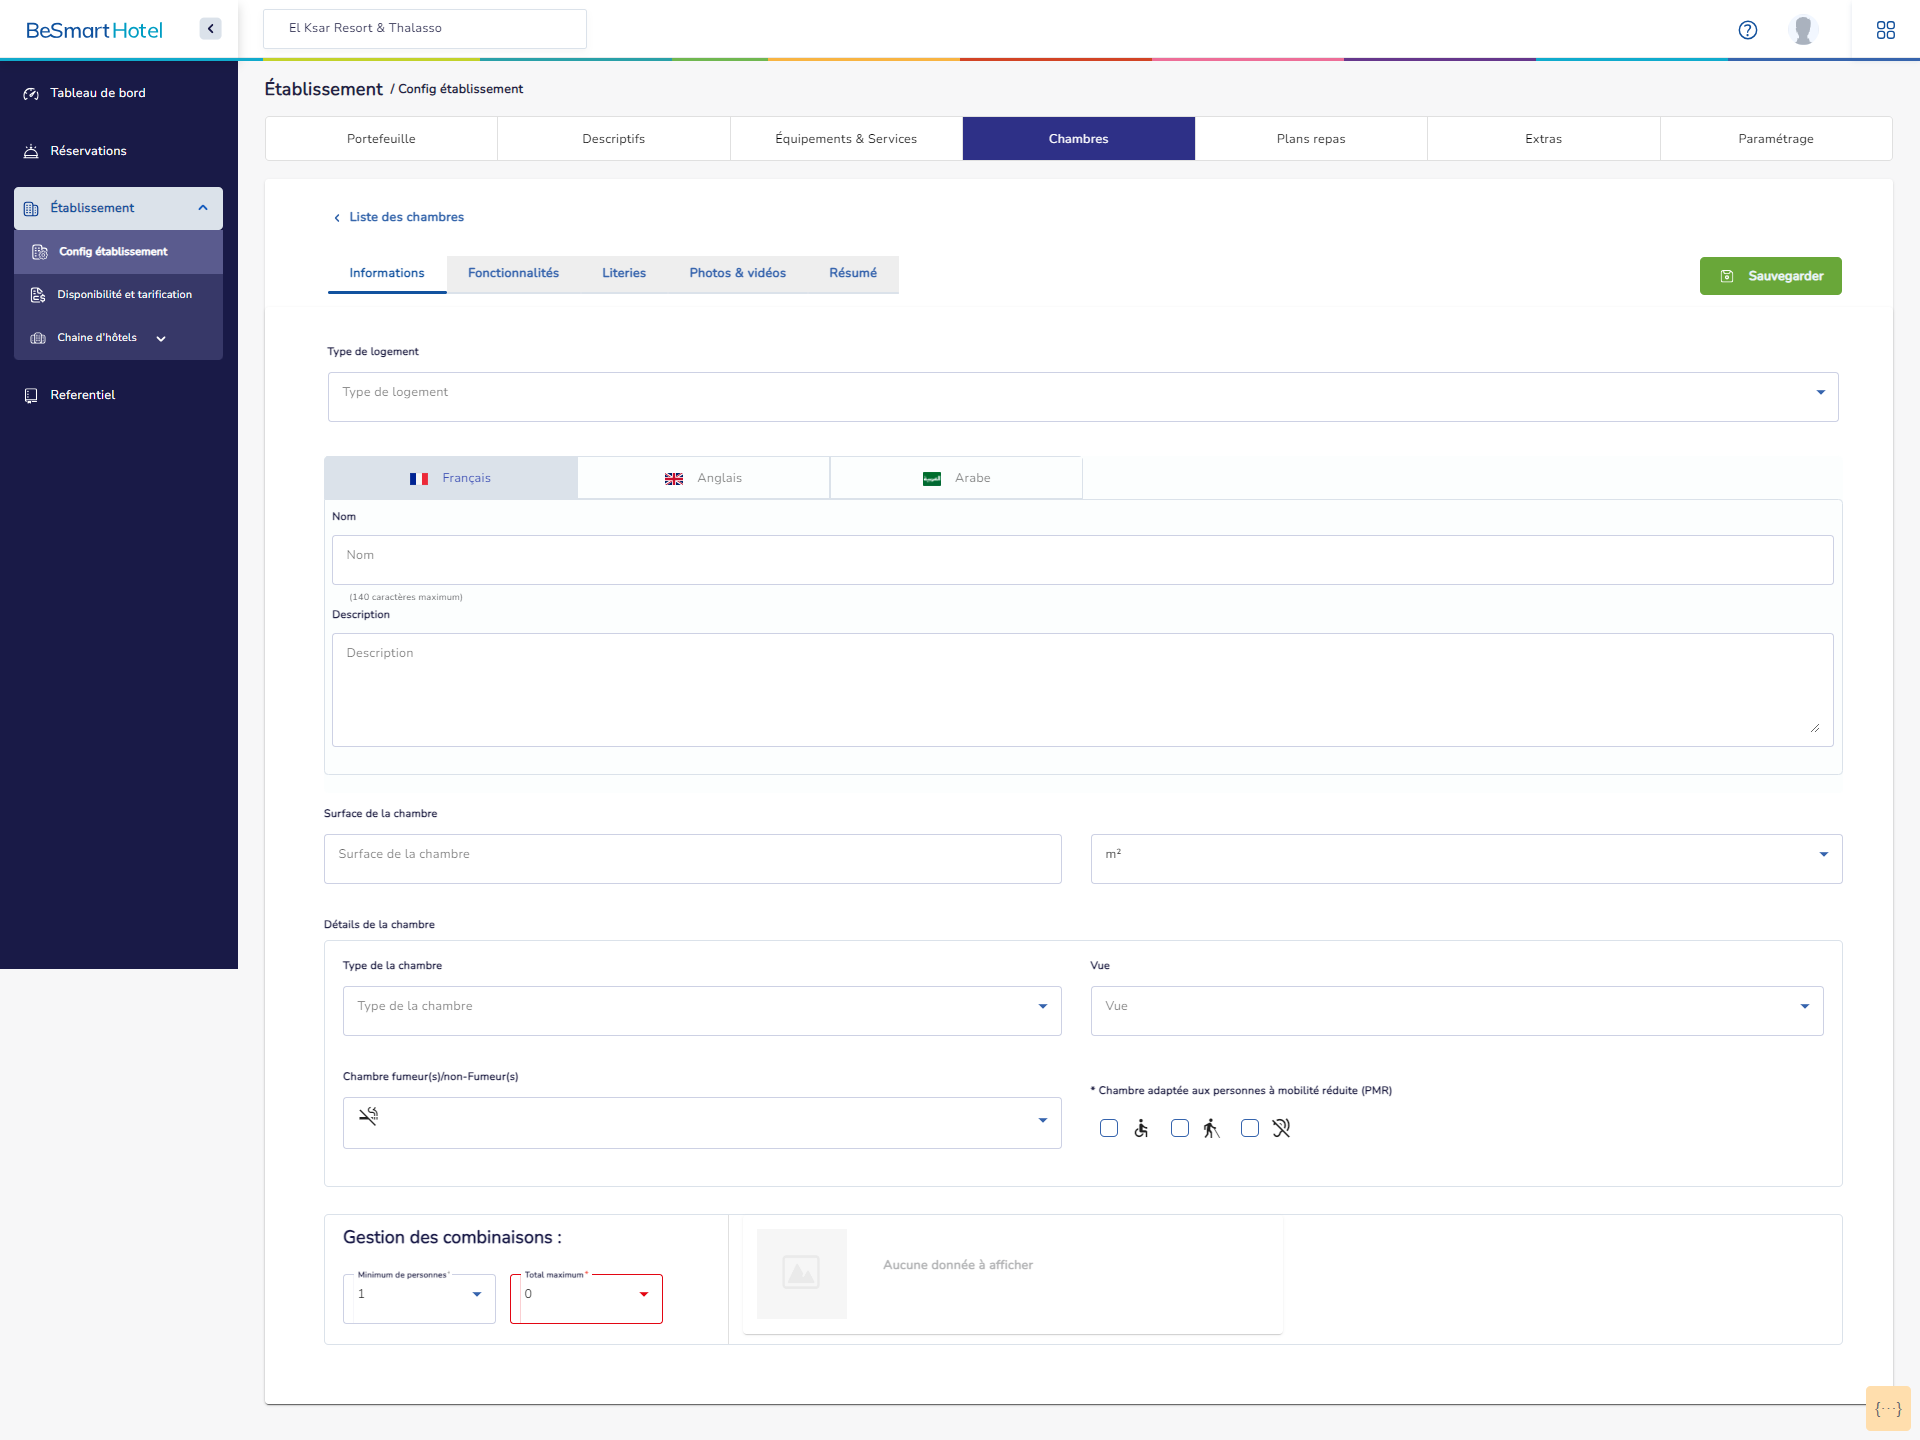 BeSmartHotel
El Ksar Resort & Thalasso
Tableau de bord
Réservations
Établissement
Config établissement
Disponibilité et tarification
Chaine d'hôtels
Referentiel
Établissement / Config établissement
Portefeuille
Descriptifs
Équipements & Services
Chambres
Plans repas
Extras
Paramétrage
Liste des chambres
Informations
Fonctionnalités
Literies
Photos & vidéos
Résumé
Sauvegarder
Type de logement
Type de logement
Français
Anglais
Arabe
Nom
Nom
(140 caractères maximum)
Description
Description
Surface de la chambre
Surface de la chambre
m²
Détails de la chambre
Type de la chambre
Vue
Type de la chambre
Vue
Chambre fumeur(s)/non-Fumeur(s)
* Chambre adaptée aux personnes à mobilité réduite (PMR)
Gestion des combinaisons :
Minimum de personnes*
1
Total maximum *
0
Aucune donnée à afficher
{···}